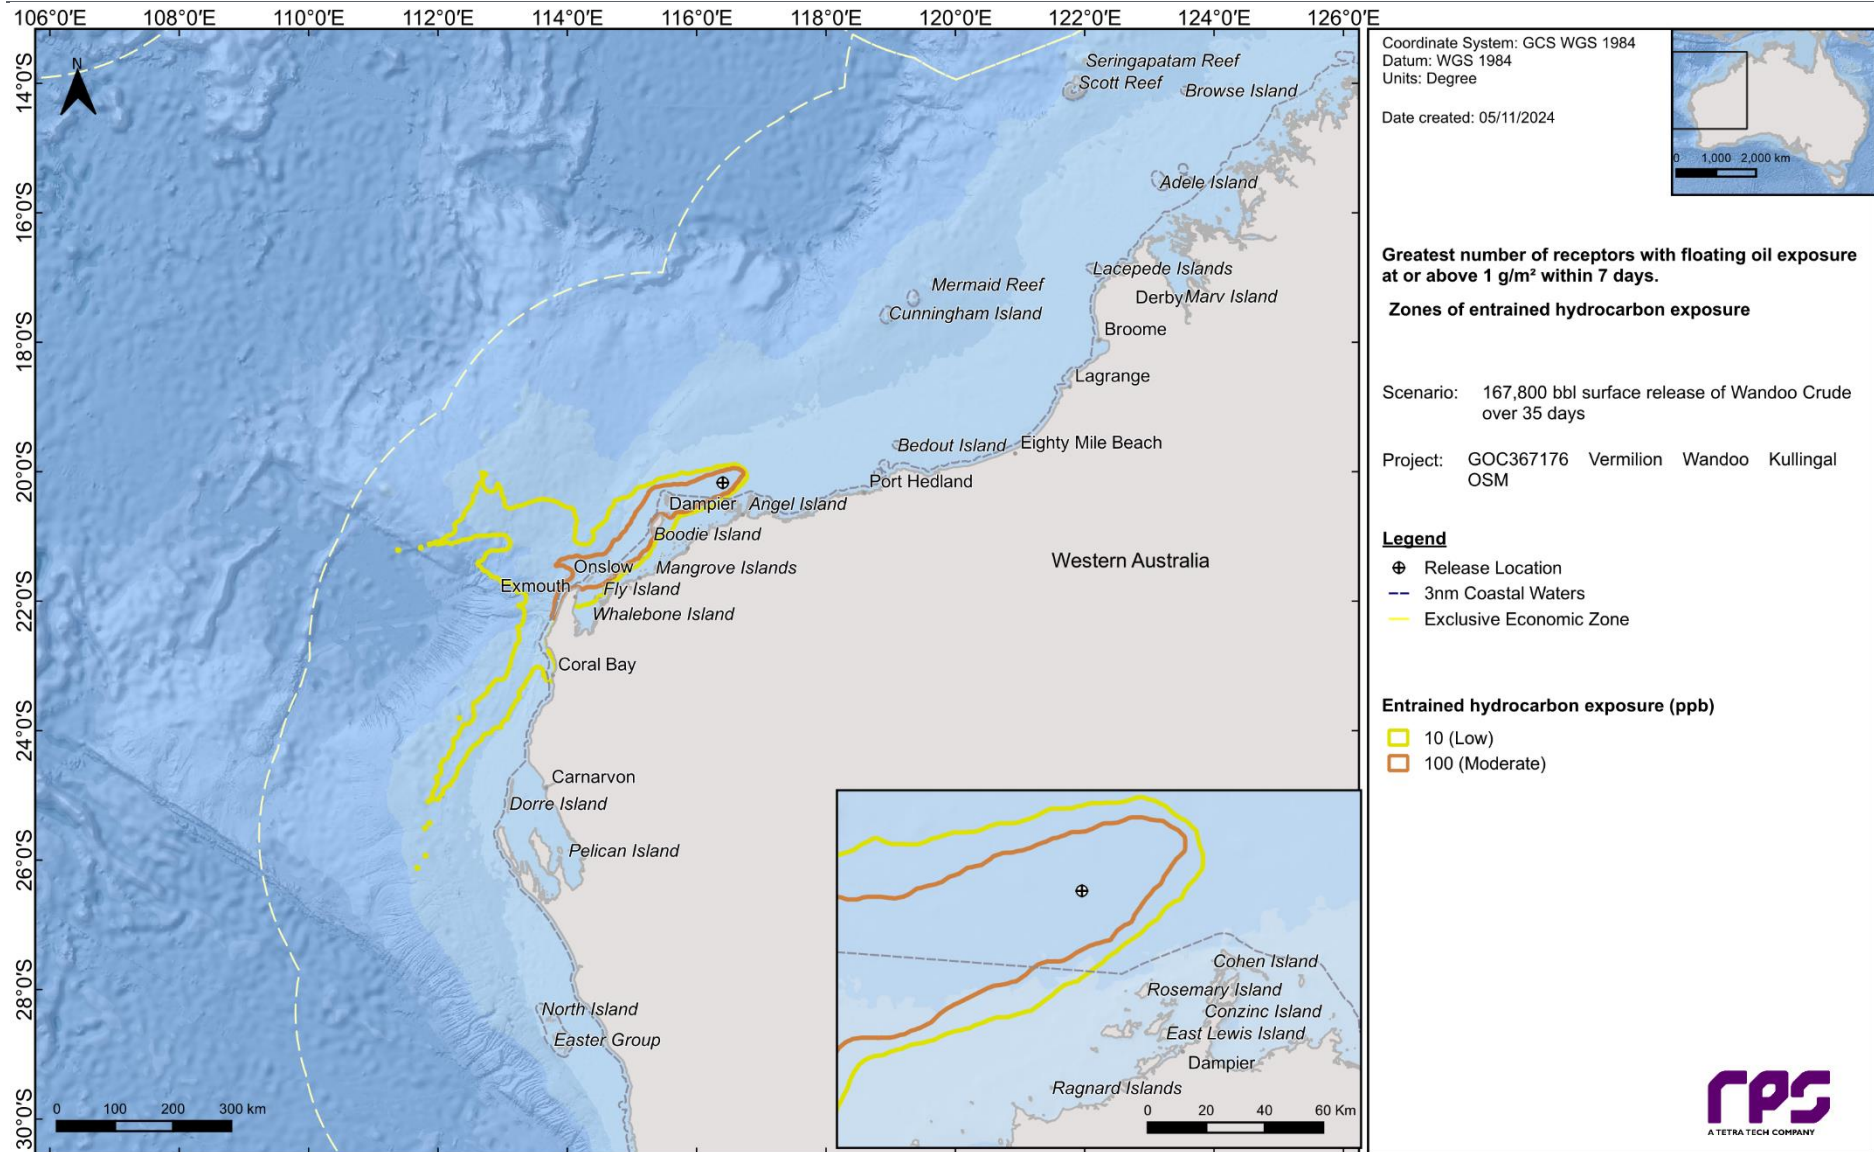 106°0'E 108°0'E 110°0'E 112°0'E 114°0'E 116°0'E 118°0'E 120°0'E 122°0'E 124°0'E 126°0'E
14°0'S
16°0'S
18°0'S
20°0'S
22°0'S
24°0'S
26°0'S
28°0'S
30°0'S
N
Seringapatam Reef
Scott Reef
Browse Island
Adele Island
Lacepede Islands
Mermaid Reef
Derby Mary Island
Cunningham Island
Broome
Lagrange
Bedout Island
Eighty Mile Beach
Port Hedland
Dampier
Angel Island
Boodie Island
Western Australia
Onslow
Mangrove Islands
Exmouth
Fly Island
Whalebone Island
Coral Bay
Carnarvon
Dorre Island
Pelican Island
North Island
Easter Group
0 100 200 300 km
Cohen Island
Rosemary Island
Conzinc Island
East Lewis Island
Dampier
Ragnard Islands
0 20 40 60 Km
Coordinate System: GCS WGS 1984
Datum: WGS 1984
Units: Degree
Date created: 05/11/2024
0 1,000 2,000 km
Greatest number of receptors with floating oil exposure
at or above 1 g/m² within 7 days.
Zones of entrained hydrocarbon exposure
Scenario: 167,800 bbl surface release of Wandoo Crude
over 35 days
Project: GOC367176 Vermilion Wandoo Kullingal
OSM
Legend
Release Location
3nm Coastal Waters
Exclusive Economic Zone
Entrained hydrocarbon exposure (ppb)
10 (Low)
100 (Moderate)
rps
A TETRA TECH COMPANY